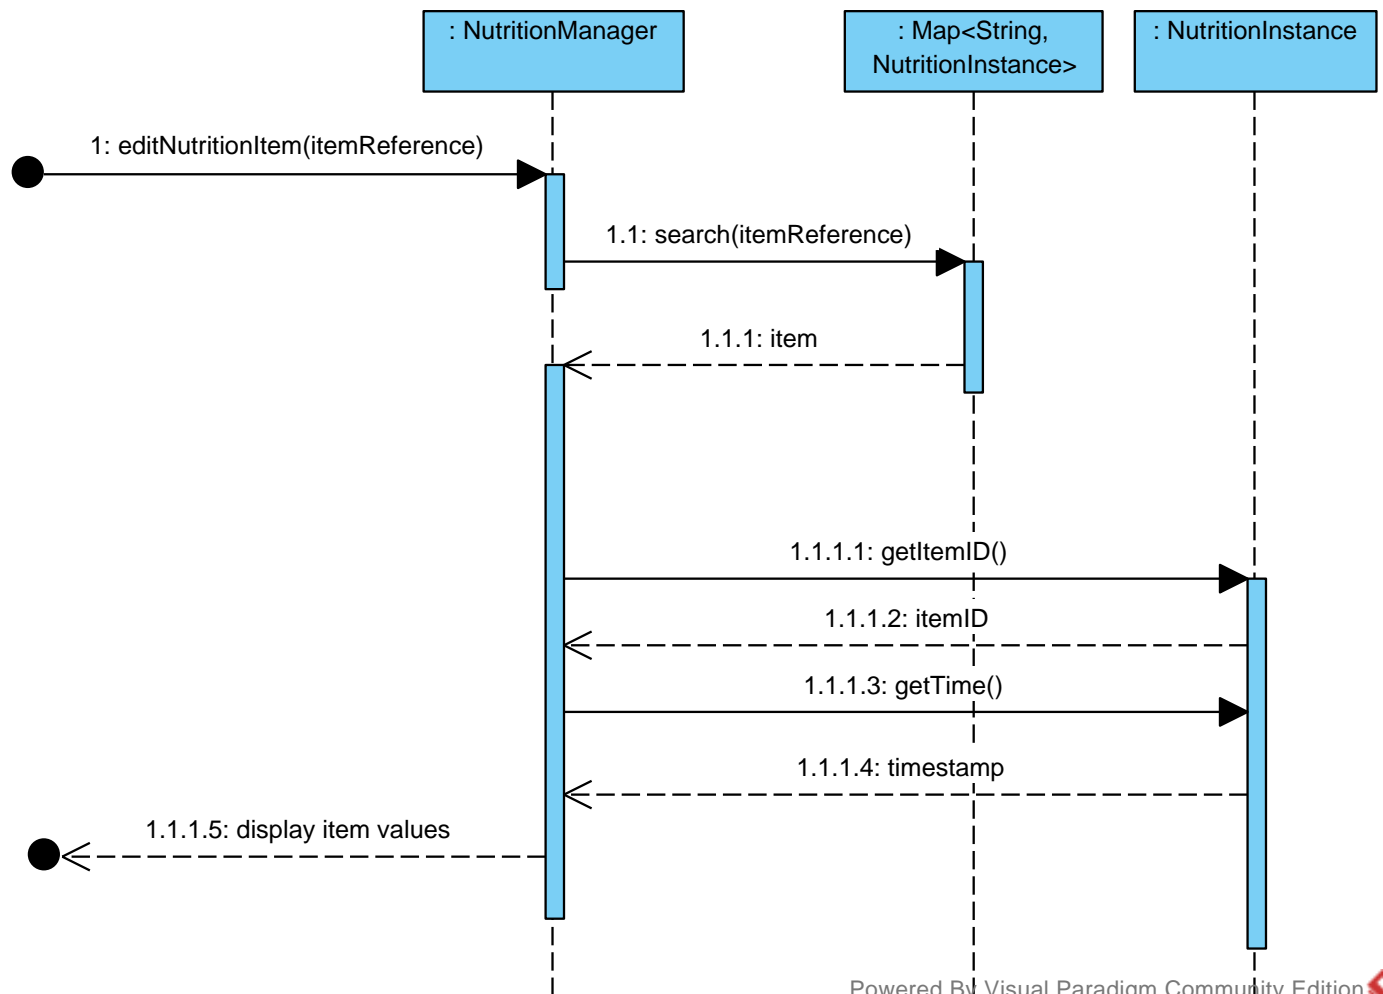 : NutritionManager
: Map<String,
NutritionInstance>
: NutritionInstance
1: editNutritionItem(itemReference)
1.1: search(itemReference)
1.1.1: item
1.1.1.1: getItemID()
1.1.1.2: itemID
1.1.1.3: getTime()
1.1.1.4: timestamp
1.1.1.5: display item values
Powered By Visual Paradigm Community Edition